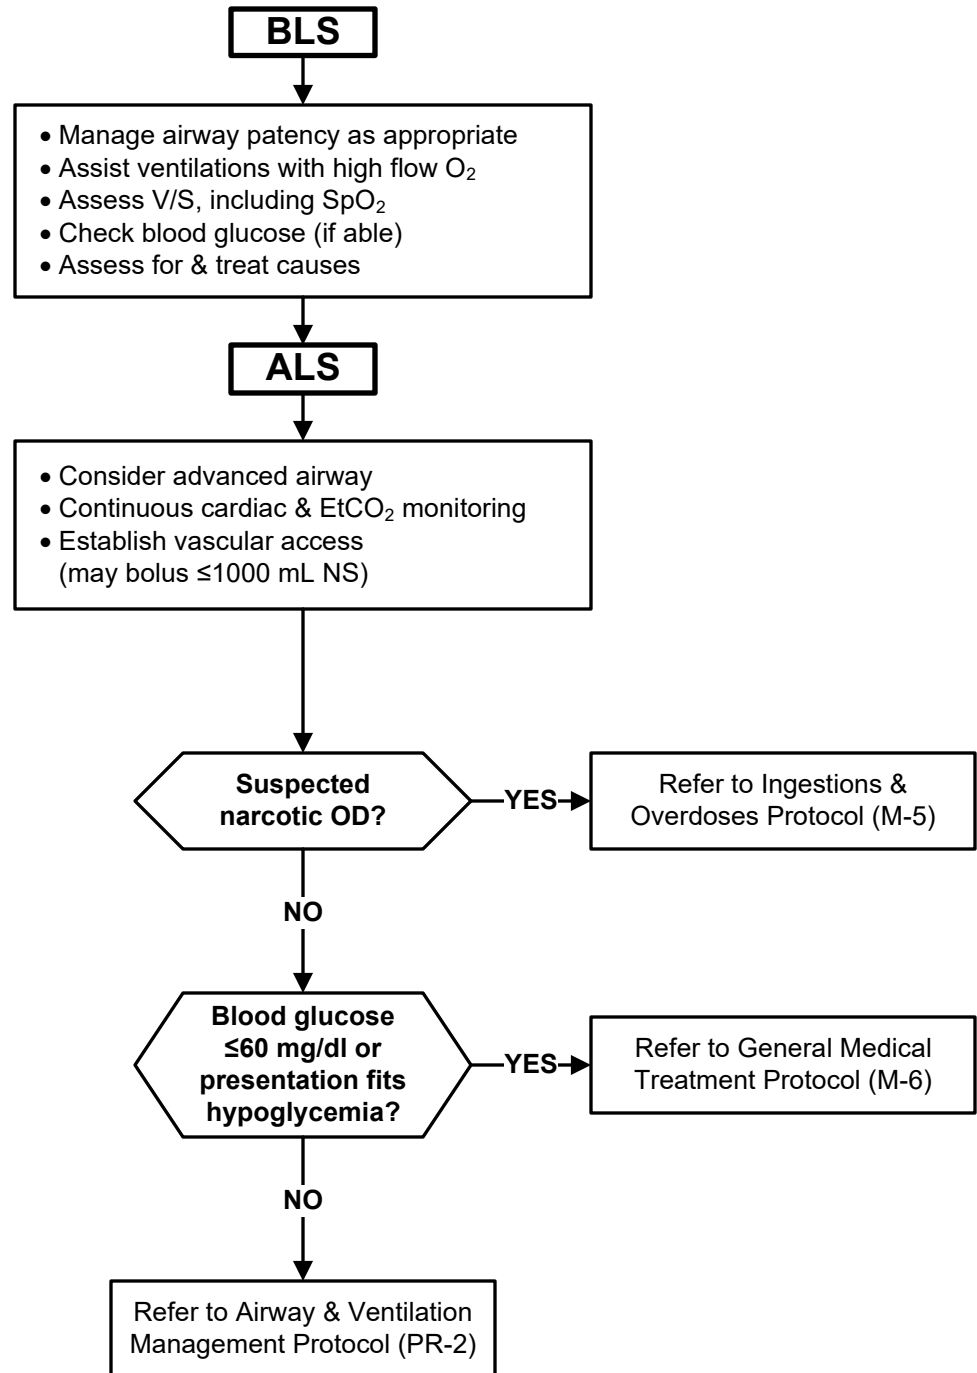 BLS
• Manage airway patency as appropriate
• Assist ventilations with high flow O₂
• Assess V/S, including SpO₂
• Check blood glucose (if able)
• Assess for & treat causes
ALS
• Consider advanced airway
• Continuous cardiac & EtCO₂ monitoring
• Establish vascular access
(may bolus ≤1000 mL NS)
Suspected
narcotic OD?
YES
Refer to Ingestions &
Overdoses Protocol (M-5)
NO
Blood glucose
≤60 mg/dl or
presentation fits
hypoglycemia?
YES
Refer to General Medical
Treatment Protocol (M-6)
NO
Refer to Airway & Ventilation
Management Protocol (PR-2)